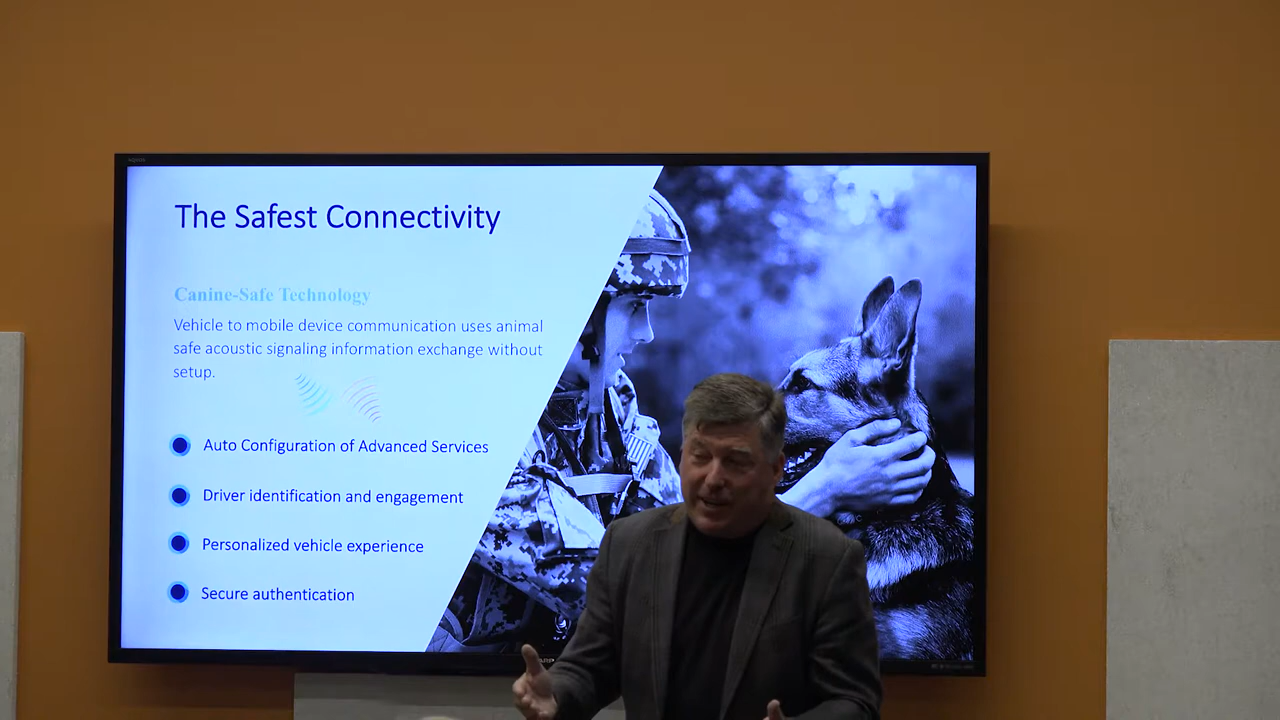 The Safest Connectivity
Canine-Safe Technology
Vehicle to mobile device communication uses animal
safe acoustic signaling information exchange without
setup.
Auto Configuration of Advanced Services
Driver identification and engagement
Personalized vehicle experience
Secure authentication